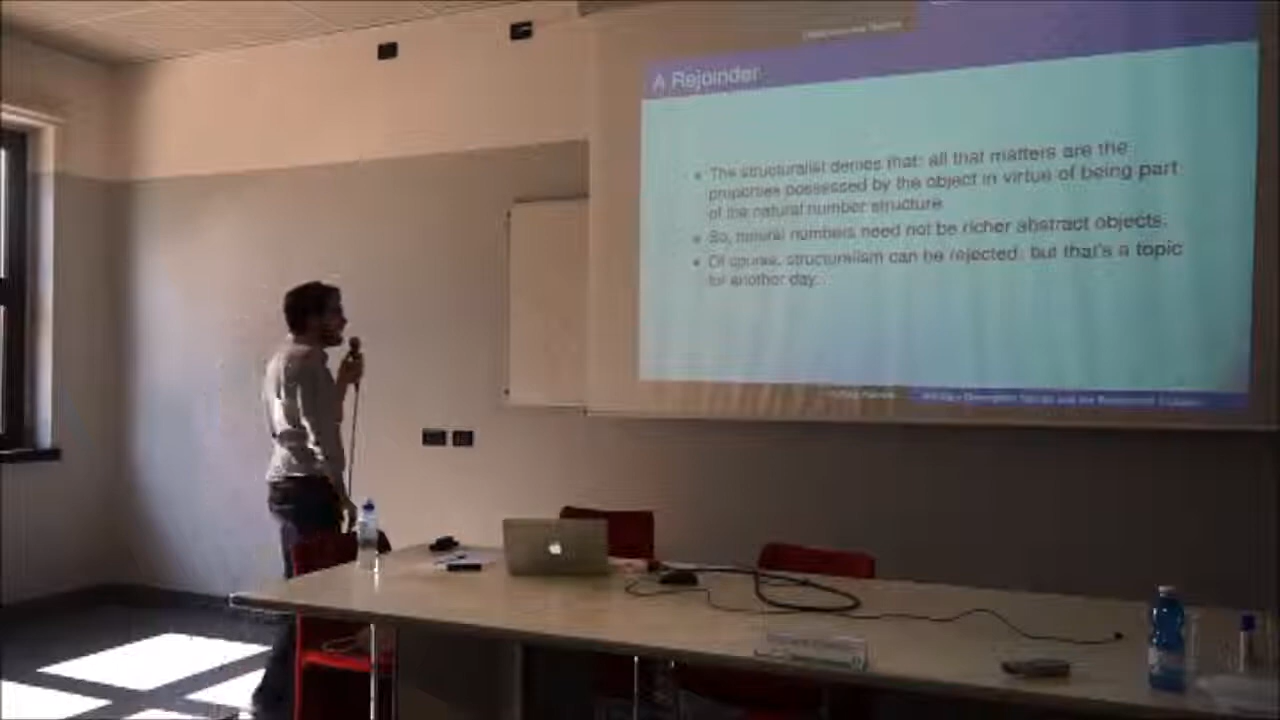 A Rejoinder
The structuralist denies that: all that matters are the
properties possessed by the object in virtue of being part
of the natural number structure.
So, natural numbers need not be richer abstract objects.
Of course, structuralism can be rejected: but that's a topic
for another day...